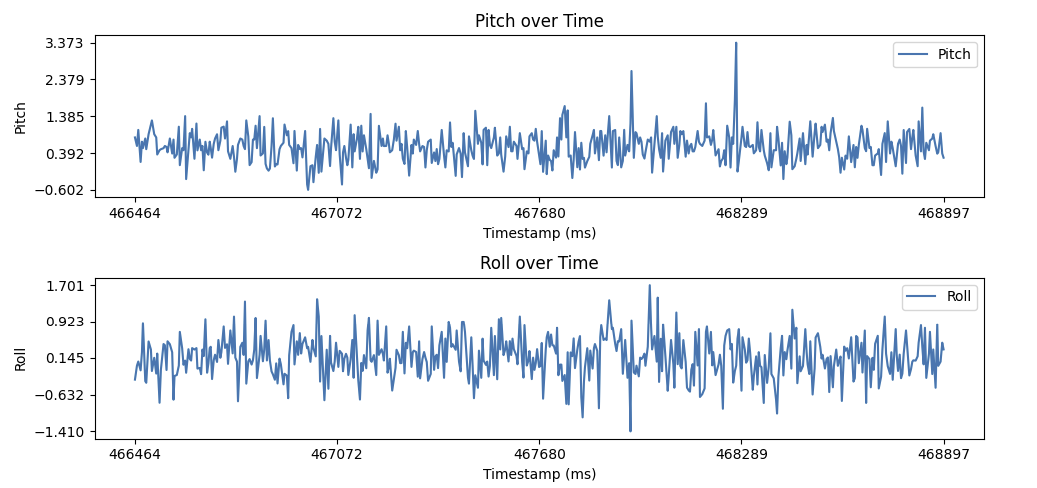 Pitch over Time
3.373
2.379
1.385
0.392
−0.602
Pitch
Pitch
466464 467072 467680 468289 468897
Timestamp (ms)
Roll over Time
1.701
0.923
0.145
−0.632
−1.410
Roll
Roll
466464 467072 467680 468289 468897
Timestamp (ms)